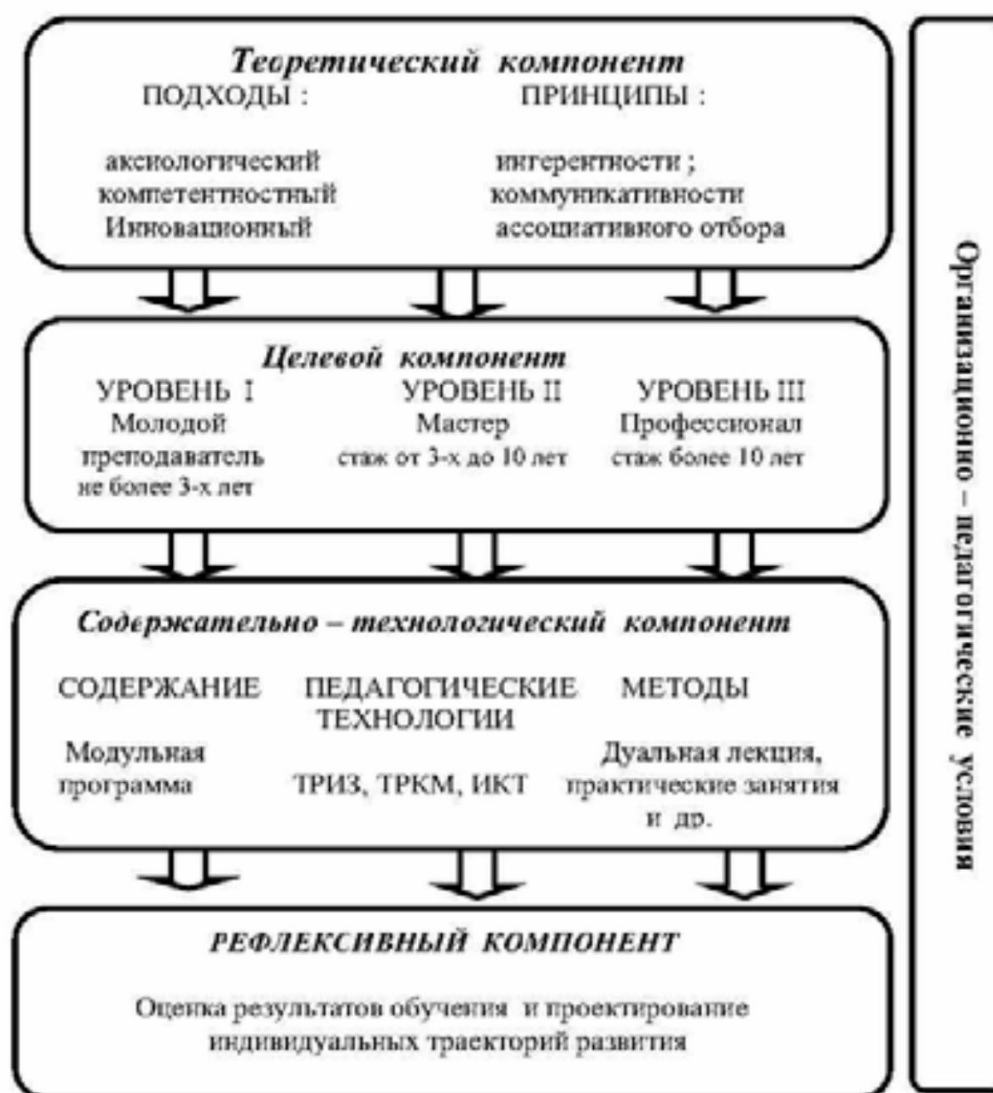 Теоретический компонент
ПОДХОДЫ : ПРИНЦИПЫ :
аксиологический ингерентности ;
компетентностный коммуникативности
Инновационный ассоциативного отбора
Целевой компонент
УРОВЕНЬ I УРОВЕНЬ II УРОВЕНЬ III
Молодой Мастер Профессионал
преподаватель стаж от 3-х до 10 лет стаж более 10 лет
не более 3-х лет
Содержательно – технологический компонент
СОДЕРЖАНИЕ ПЕДАГОГИЧЕСКИЕ МЕТОДЫ
ТЕХНОЛОГИИ
Модульная Дуальная лекция,
программа ТРИЗ, ТРКМ, ИКТ практические занятия
и др.
РЕФЛЕКСИВНЫЙ КОМПОНЕНТ
Оценка результатов обучения и проектирование
индивидуальных траекторий развития
Организационно – педагогические условия